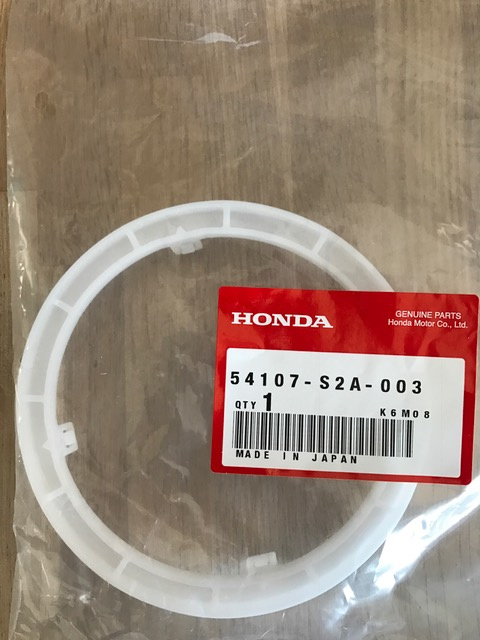 HONDA
GENUINE PARTS
Honda Motor Co., Ltd.
54107-S2A-003
QTY 1
K6M08
MADE IN JAPAN